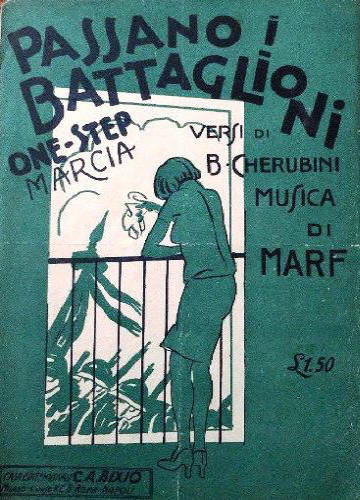 PASSANO I
BATTAGLIONI
ONE-STEP
MARCIA
VERSI DI
B. CHERUBINI
MUSICA
DI
MARF
£1.50
C. A. BIXIO